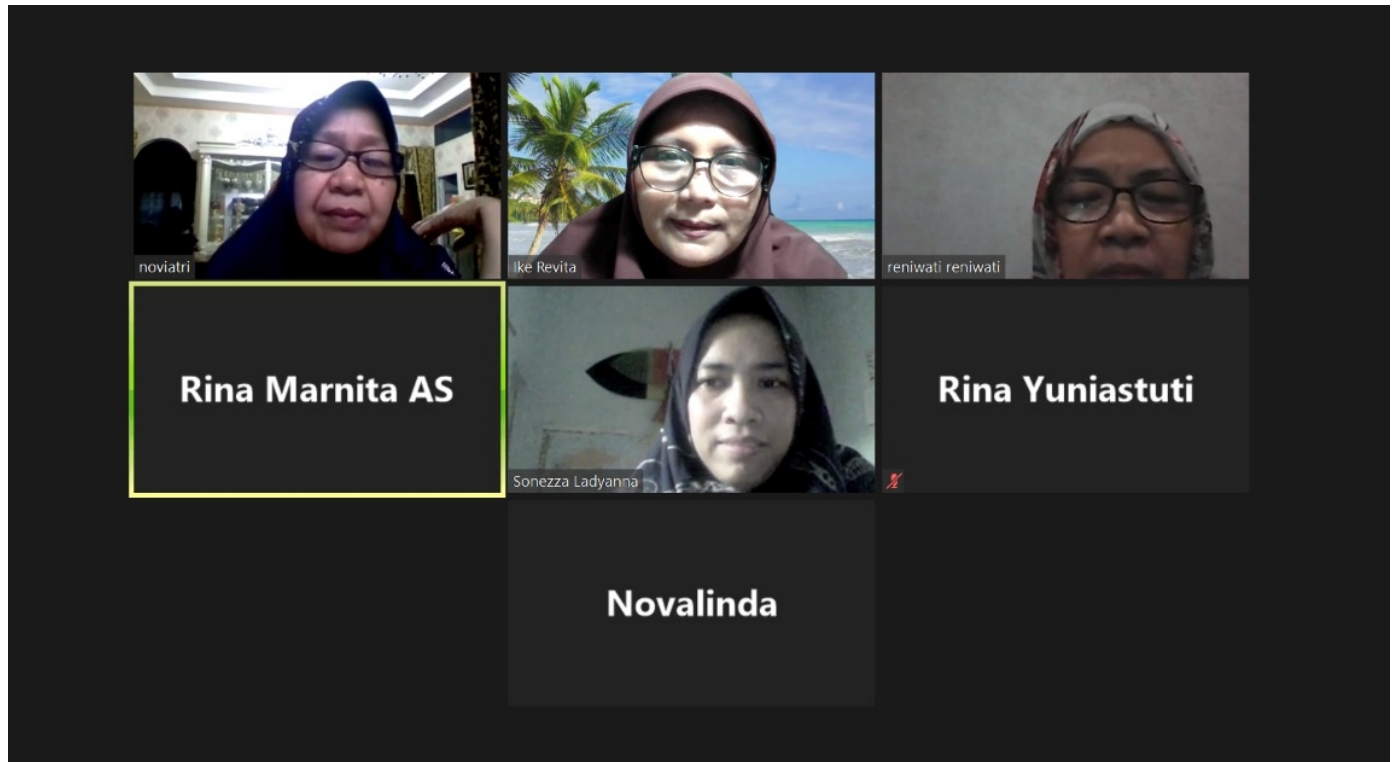 noviatri
Ike Revita
reniwati reniwati
Rina Marnita AS
Sonezza Ladyanna
Rina Yuniastuti
Novalinda